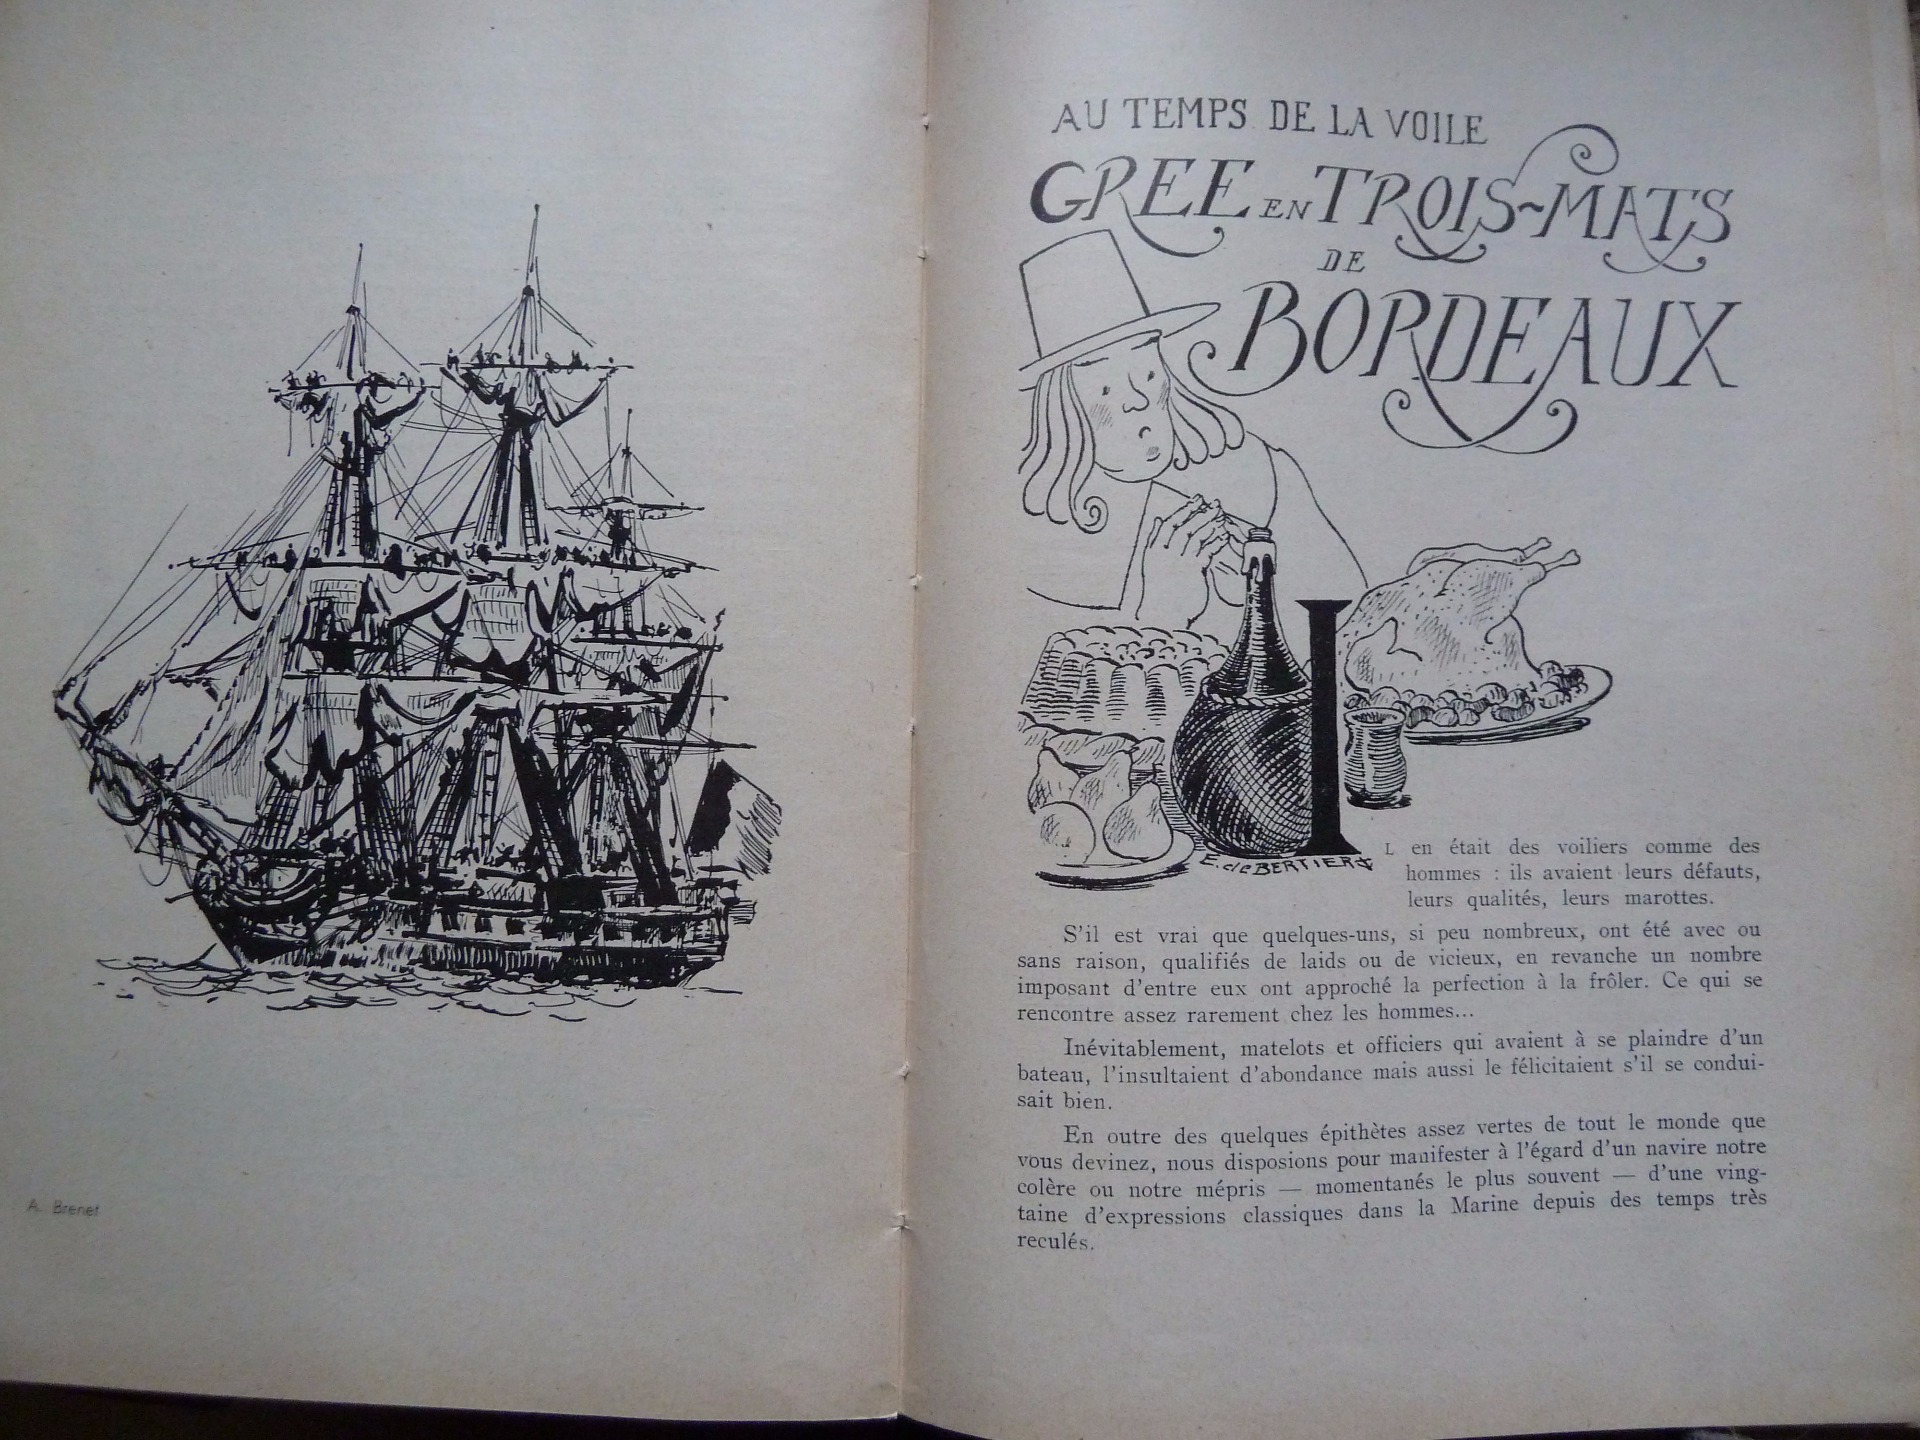 A. Brenet
AU TEMPS DE LA VOILE
GREE EN TROIS-MATS
DE
BORDEAUX
E. de BERTIER
IL en était des voiliers comme des
hommes : ils avaient leurs défauts,
leurs qualités, leurs marottes.
S'il est vrai que quelques-uns, si peu nombreux, ont été avec ou
sans raison, qualifiés de laids ou de vicieux, en revanche un nombre
imposant d'entre eux ont approché la perfection à la frôler. Ce qui se
rencontre assez rarement chez les hommes...
Inévitablement, matelots et officiers qui avaient à se plaindre d'un
bateau, l'insultaient d'abondance mais aussi le félicitaient s'il se condui-
sait bien.
En outre des quelques épithètes assez vertes de tout le monde que
vous devinez, nous disposions pour manifester à l'égard d'un navire notre
colère ou notre mépris — momentanés le plus souvent — d'une ving-
taine d'expressions classiques dans la Marine depuis des temps très
reculés.